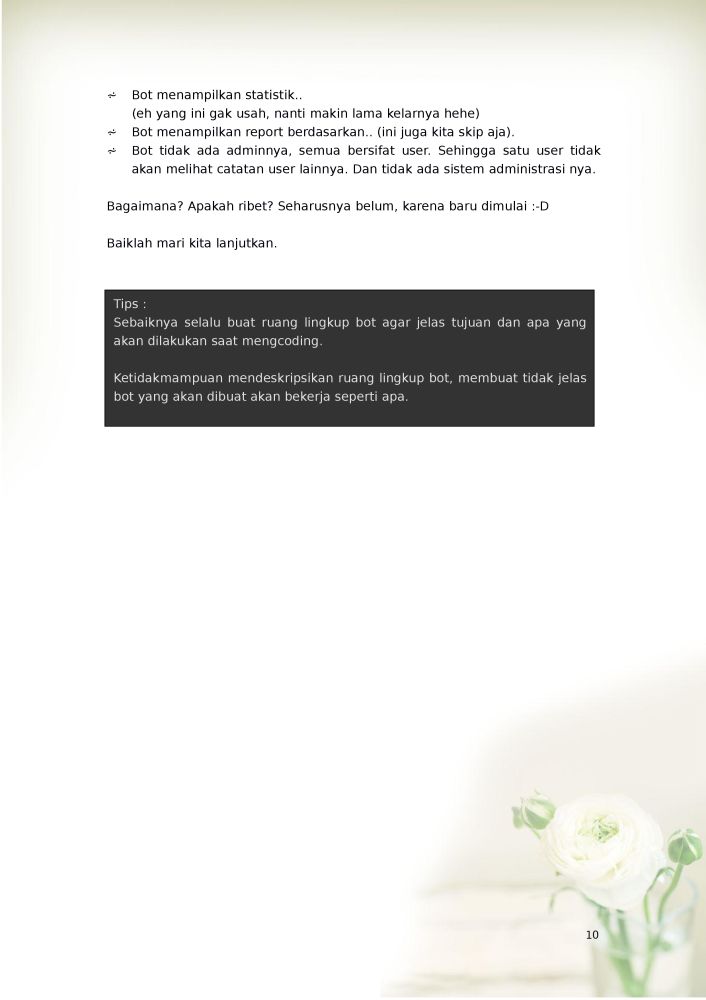 Bot menampilkan statistik..
(eh yang ini gak usah, nanti makin lama kelarnya hehe)
Bot menampilkan report berdasarkan.. (ini juga kita skip aja).
Bot tidak ada adminnya, semua bersifat user. Sehingga satu user tidak
akan melihat catatan user lainnya. Dan tidak ada sistem administrasi nya.
Bagaimana? Apakah ribet? Seharusnya belum, karena baru dimulai :-D
Baiklah mari kita lanjutkan.
Tips :
Sebaiknya selalu buat ruang lingkup bot agar jelas tujuan dan apa yang
akan dilakukan saat mengcoding.
Ketidakmampuan mendeskripsikan ruang lingkup bot, membuat tidak jelas
bot yang akan dibuat akan bekerja seperti apa.
10